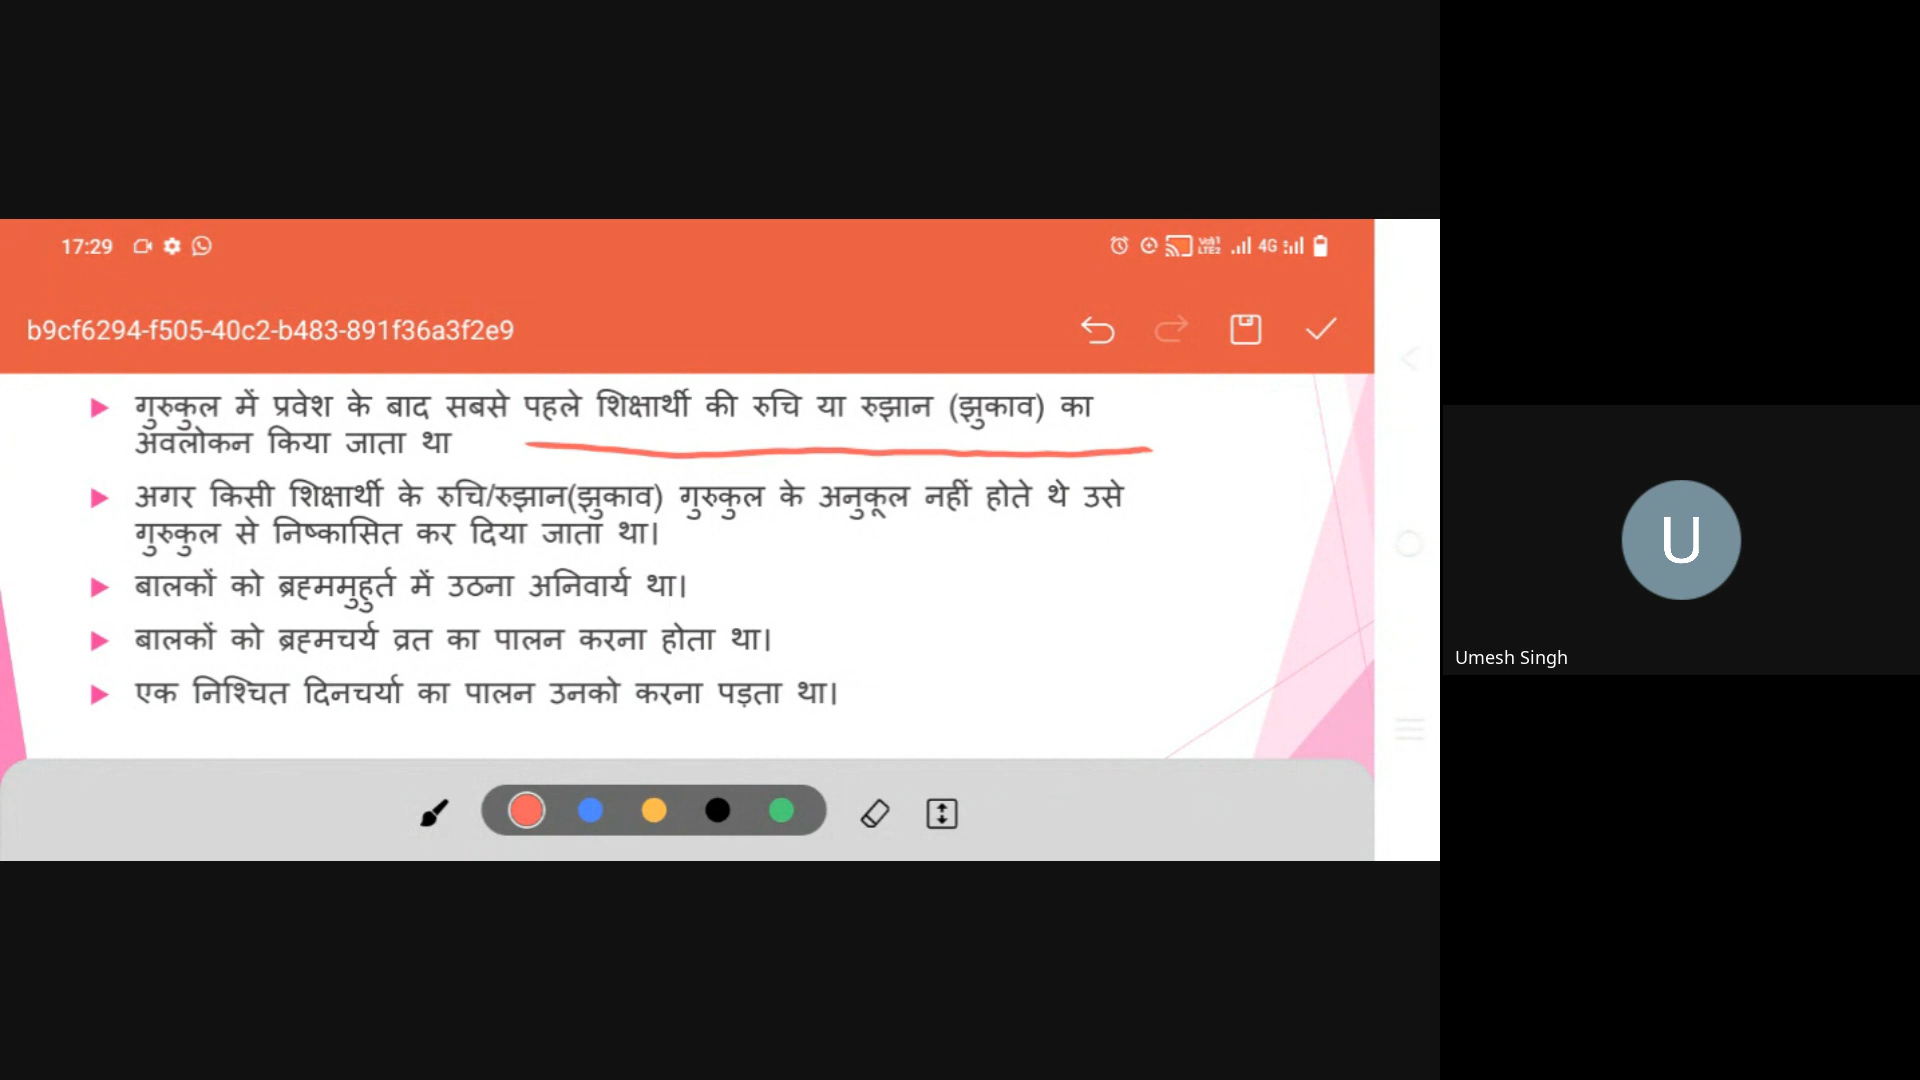 17:29
4G
b9cf6294-f505-40c2-b483-891f36a3f2e9
गुरुकुल में प्रवेश के बाद सबसे पहले शिक्षार्थी की रुचि या रुझान (झुकाव) का
अवलोकन किया जाता था
अगर किसी शिक्षार्थी के रुचि/रुझान(झुकाव) गुरुकुल के अनुकूल नहीं होते थे उसे
गुरुकुल से निष्कासित कर दिया जाता था।
बालकों को ब्रह्ममुहुर्त में उठना अनिवार्य था।
बालकों को ब्रह्मचर्य व्रत का पालन करना होता था।
एक निश्चित दिनचर्या का पालन उनको करना पड़ता था।
U
Umesh Singh